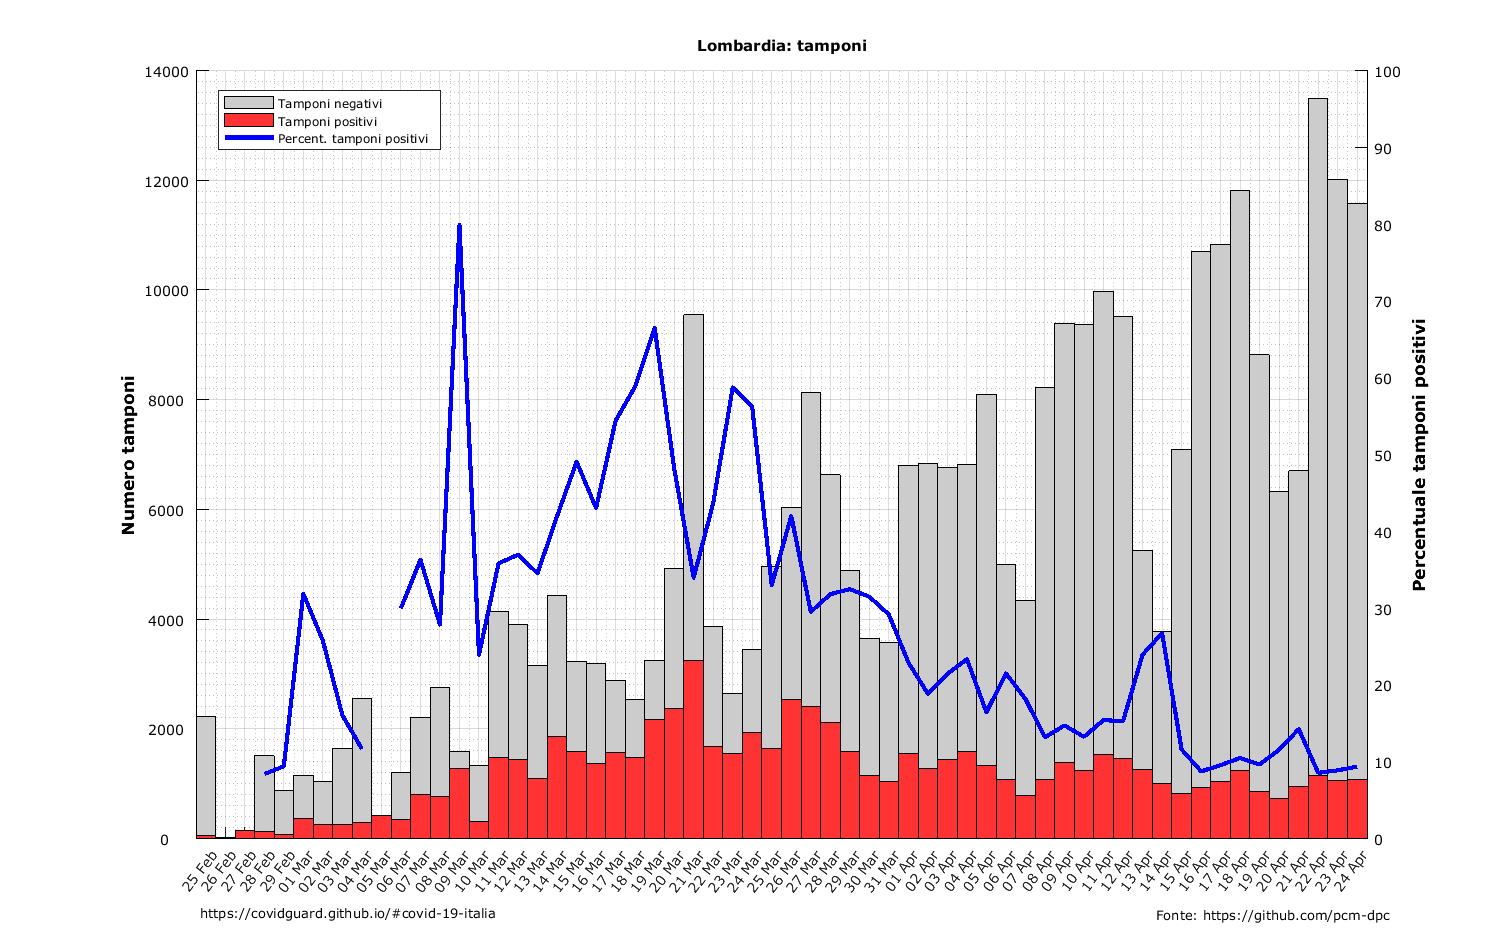 Lombardia: tamponi
14000
12000
10000
8000
6000
4000
2000
0
Numero tamponi
Tamponi negativi
Tamponi positivi
Percent. tamponi positivi
100
90
80
70
60
50
40
30
20
10
0
Percentuale tamponi positivi
25 Feb
26 Feb
27 Feb
28 Feb
29 Feb
01 Mar
02 Mar
03 Mar
04 Mar
05 Mar
06 Mar
07 Mar
08 Mar
09 Mar
10 Mar
11 Mar
12 Mar
13 Mar
14 Mar
15 Mar
16 Mar
17 Mar
18 Mar
19 Mar
20 Mar
21 Mar
22 Mar
23 Mar
24 Mar
25 Mar
26 Mar
27 Mar
28 Mar
29 Mar
30 Mar
31 Mar
01 Apr
02 Apr
03 Apr
04 Apr
05 Apr
06 Apr
07 Apr
08 Apr
09 Apr
10 Apr
11 Apr
12 Apr
13 Apr
14 Apr
15 Apr
16 Apr
17 Apr
18 Apr
19 Apr
20 Apr
21 Apr
22 Apr
23 Apr
24 Apr
https://covidguard.github.io/#covid-19-italia
Fonte: https://github.com/pcm-dpc